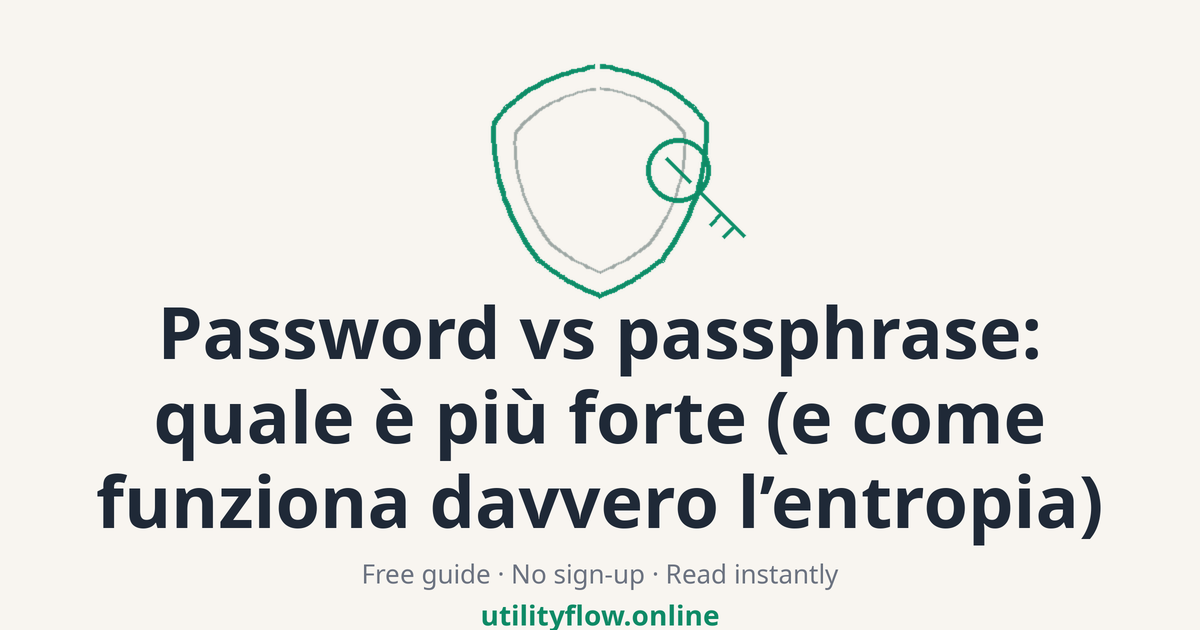 Password vs passphrase:
quale è più forte (e come
funziona davvero l’entropia)
Free guide · No sign-up · Read instantly
utilityflow.online